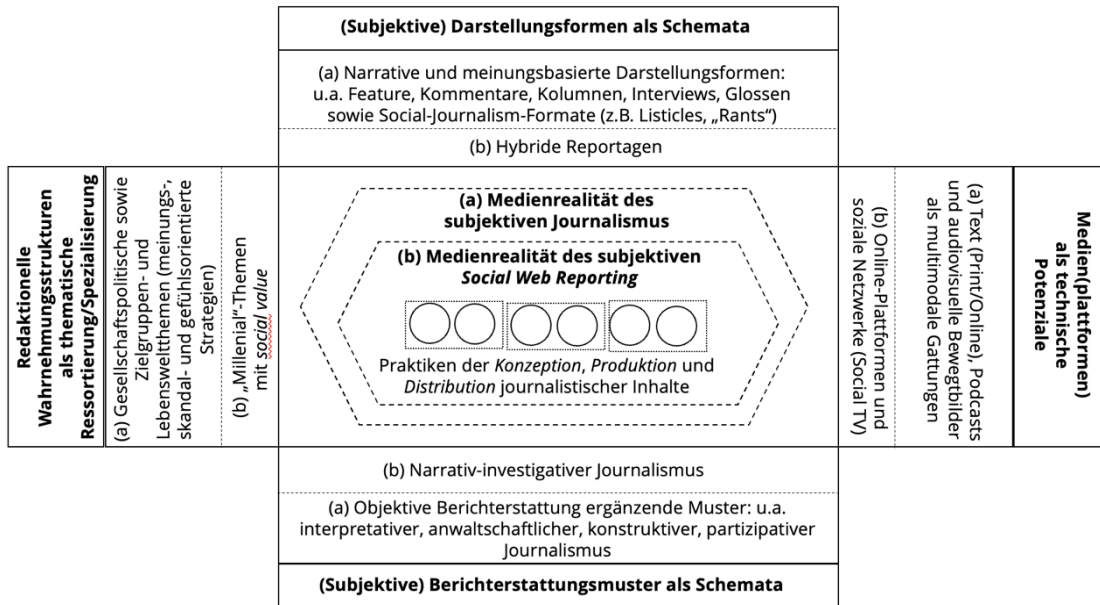 (Subjektive) Darstellungsformen als Schemata
(a) Narrative und meinungsbasierte Darstellungsformen:
u.a. Feature, Kommentare, Kolumnen, Interviews, Glossen
sowie Social-Journalism-Formate (z.B. Listicles, „Rants“)
(b) Hybride Reportagen
Redaktionelle
Wahrnehmungsstrukturen
als thematische
Ressortierung/Spezialisierung
(a) Gesellschaftspolitische sowie
Zielgruppen- und
Lebensweltthemen (meinungs-,
skandal- und gefühlsorientierte
Strategien)
(b) „Millenial“-Themen
mit social value
(a) Medienrealität des
subjektiven Journalismus
(b) Medienrealität des subjektiven
Social Web Reporting
Praktiken der Konzeption, Produktion und
Distribution journalistischer Inhalte
(b) Online-Plattformen und
soziale Netzwerke (Social TV)
(a) Text (Print/Online), Podcasts
und audiovisuelle Bewegtbilder
als multimodale Gattungen
Medien(plattformen)
als technische
Potenziale
(b) Narrativ-investigativer Journalismus
(a) Objektive Berichterstattung ergänzende Muster: u.a.
interpretativer, anwaltschaftlicher, konstruktiver, partizipativer
Journalismus
(Subjektive) Berichterstattungsmuster als Schemata